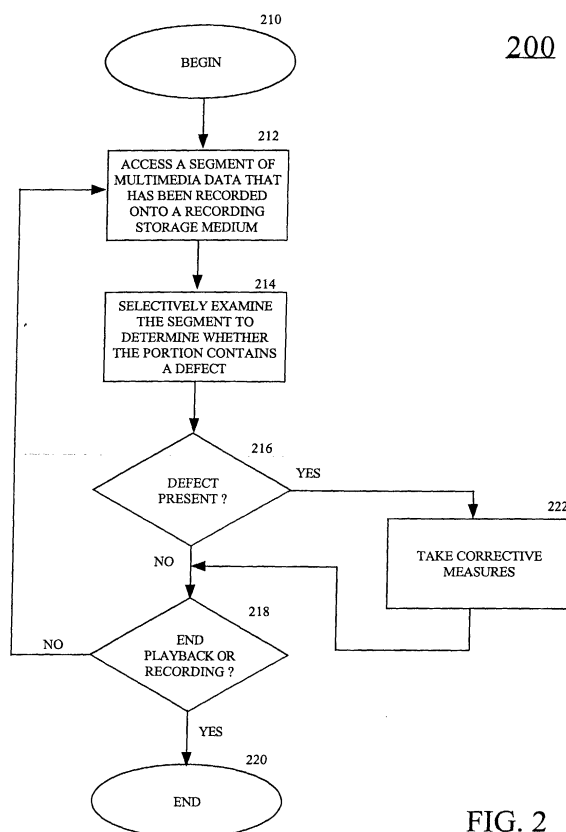 210
200
BEGIN
212
ACCESS A SEGMENT OF
MULTIMEDIA DATA THAT
HAS BEEN RECORDED
ONTO A RECORDING
STORAGE MEDIUM
214
SELECTIVELY EXAMINE
THE SEGMENT TO
DETERMINE WHETHER
THE PORTION CONTAINS
A DEFECT
216
YES
DEFECT
PRESENT ?
222
TAKE CORRECTIVE
MEASURES
NO
218
NO
END
PLAYBACK OR
RECORDING ?
YES
220
END
FIG. 2